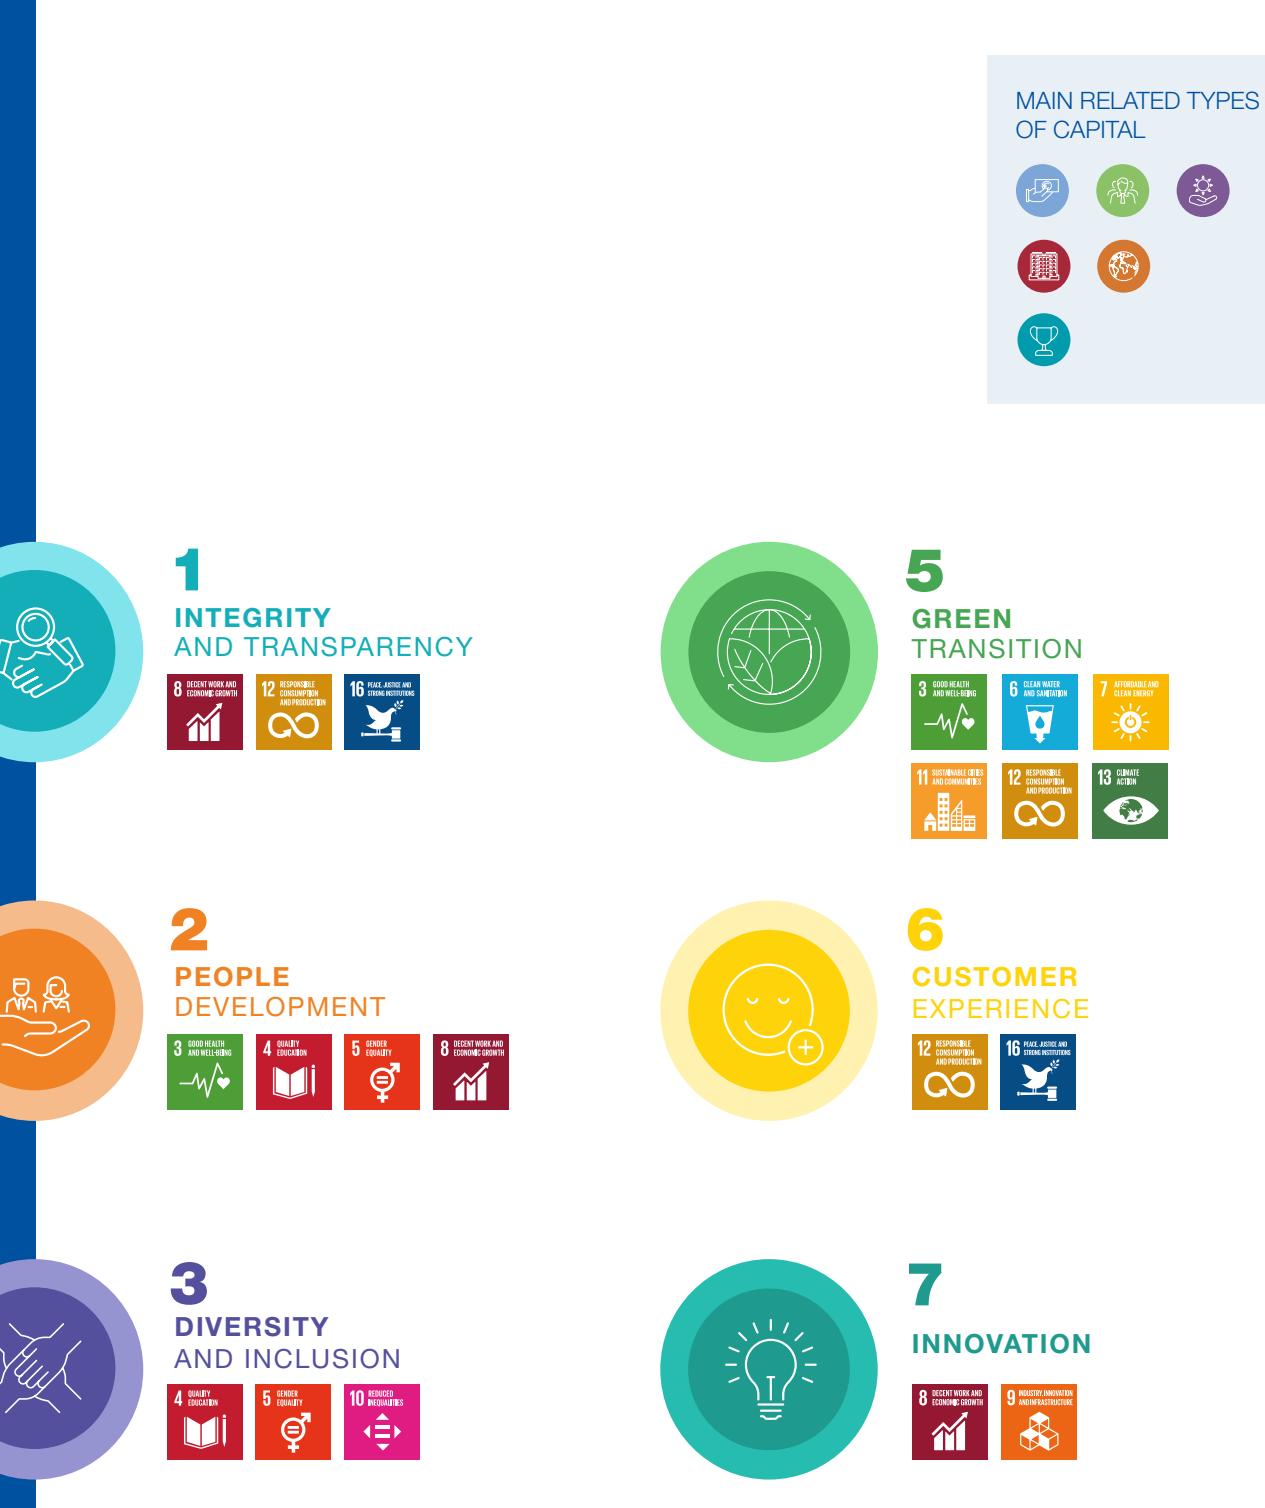 MAIN RELATED TYPES
OF CAPITAL
1
INTEGRITY
AND TRANSPARENCY
8 DECENT WORK AND
ECONOMIC GROWTH
12 RESPONSIBLE
CONSUMPTION
AND PRODUCTION
16 PEACE, JUSTICE AND
STRONG INSTITUTIONS
2
PEOPLE
DEVELOPMENT
3 GOOD HEALTH
AND WELL-BEING
4 QUALITY
EDUCATION
5 GENDER
EQUALITY
8 DECENT WORK AND
ECONOMIC GROWTH
3
DIVERSITY
AND INCLUSION
4 QUALITY
EDUCATION
5 GENDER
EQUALITY
10 REDUCED
INEQUALITIES
5
GREEN
TRANSITION
3 GOOD HEALTH
AND WELL-BEING
6 CLEAN WATER
AND SANITATION
7 AFFORDABLE AND
CLEAN ENERGY
11 SUSTAINABLE CITIES
AND COMMUNITIES
12 RESPONSIBLE
CONSUMPTION
AND PRODUCTION
13 CLIMATE
ACTION
6
CUSTOMER
EXPERIENCE
12 RESPONSIBLE
CONSUMPTION
AND PRODUCTION
16 PEACE, JUSTICE AND
STRONG INSTITUTIONS
7
INNOVATION
8 DECENT WORK AND
ECONOMIC GROWTH
9 INDUSTRY, INNOVATION
AND INFRASTRUCTURE